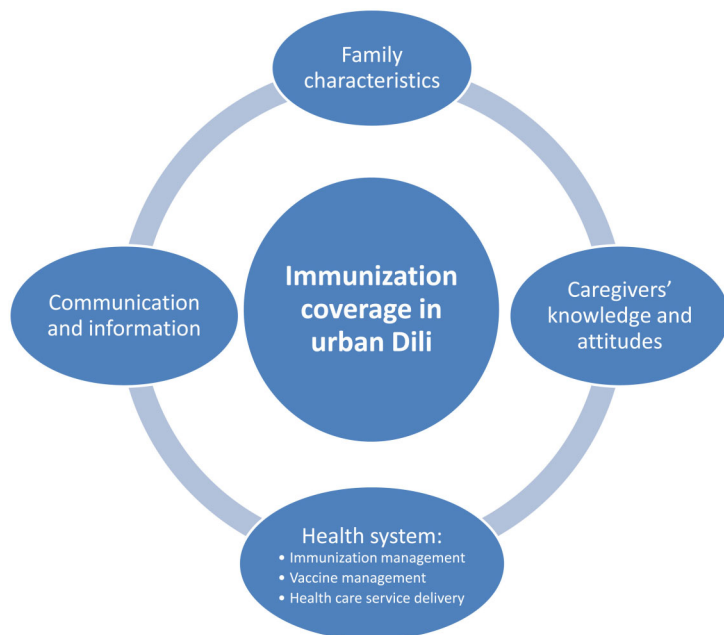 Family
characteristics
Communication
and information
Immunization
coverage in
urban Dili
Caregivers’
knowledge and
attitudes
Health system:
• Immunization management
• Vaccine management
• Health care service delivery